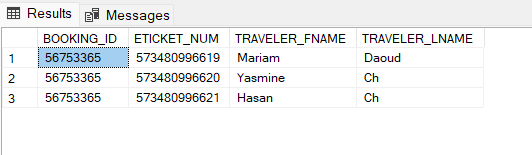 Results Messages
BOOKING_ID ETICKET_NUM TRAVELER_FNAME TRAVELER_LNAME
1 56753365 573480996619 Mariam Daoud
2 56753365 573480996620 Yasmine Ch
3 56753365 573480996621 Hasan Ch